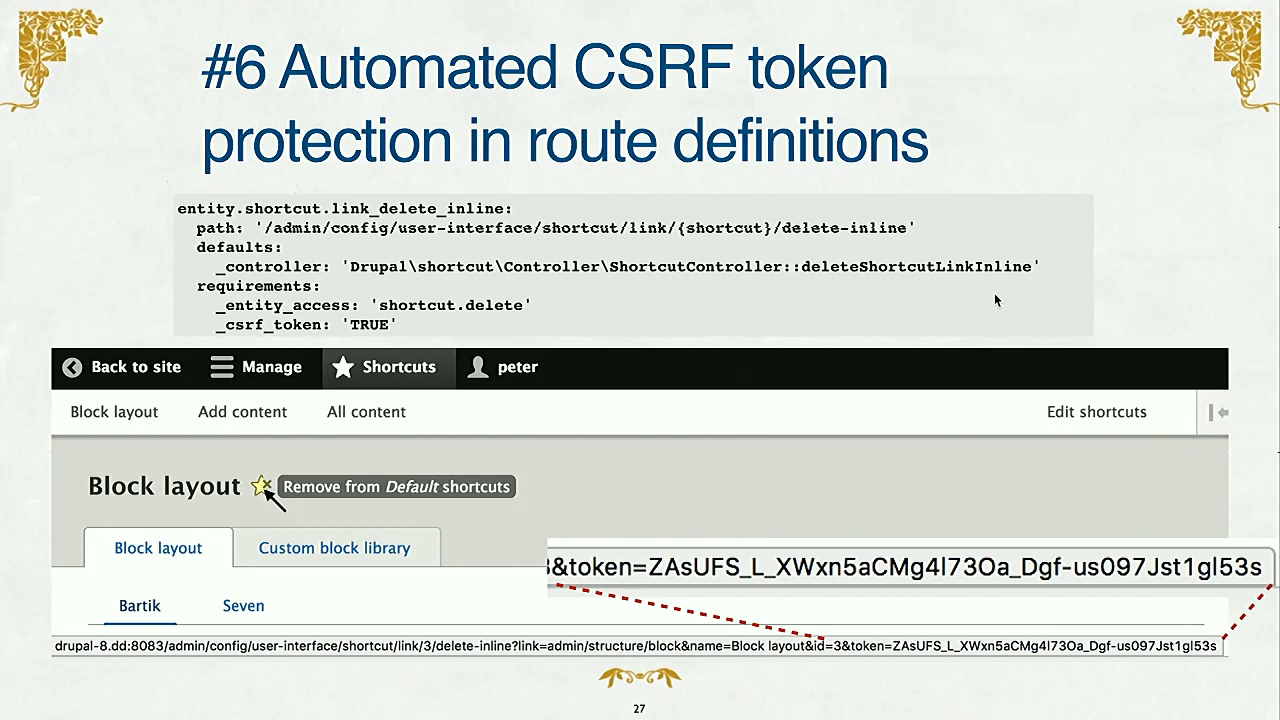 #6 Automated CSRF token
protection in route definitions
entity.shortcut.link_delete_inline:
  path: '/admin/config/user-interface/shortcut/link/{shortcut}/delete-inline'
  defaults:
    _controller: 'Drupal\shortcut\Controller\ShortcutController::deleteShortcutLinkInline'
  requirements:
    _entity_access: 'shortcut.delete'
    _csrf_token: 'TRUE'
Back to site Manage Shortcuts peter
Block layout Add content All content Edit shortcuts
Block layout Remove from Default shortcuts
Block layout Custom block library
&token=ZAsUFS_L_XWxn5aCMg4l73Oa_Dgf-us097Jst1gl53s
Bartik Seven
drupal-8.dd:8083/admin/config/user-interface/shortcut/link/3/delete-inline?link=admin/structure/block&name=Block layout&id=3&token=ZAsUFS_L_XWxn5aCMg4l73Oa_Dgf-us097Jst1gl53s
27